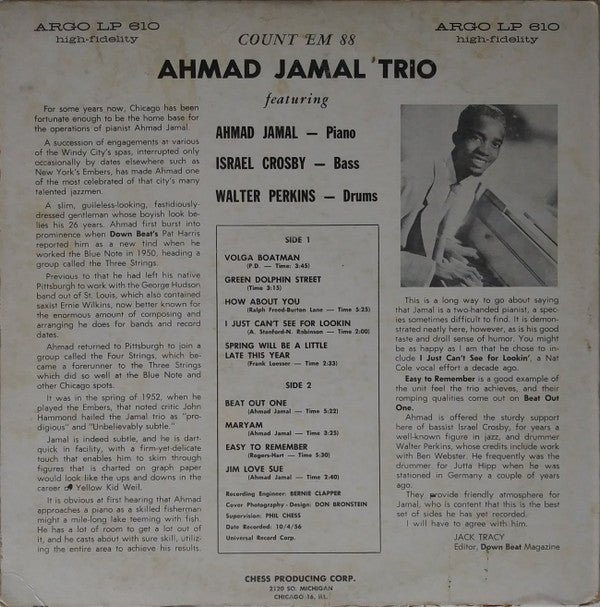 ARGO LP 610
high-fidelity
COUNT 'EM 88
ARGO LP 610
high-fidelity
AHMAD JAMAL TRIO
featuring
AHMAD JAMAL — Piano
ISRAEL CROSBY — Bass
WALTER PERKINS — Drums
For some years now, Chicago has been
fortunate enough to be the home base for
the operations of pianist Ahmad Jamal.
A succession of engagements at various
of the Windy City's spas, interrupted only
occasionally by dates elsewhere such as
New York's Embers, has made Ahmad one
of the most celebrated of that city's many
talented jazzmen.
A slim, guileless-looking, fastidiously-
dressed gentleman whose boyish look be-
lies his 26 years. Ahmad first burst into
prominence when Down Beat's Pat Harris
reported him as a new find when he
worked the Blue Note in 1950, heading a
group called the Three Strings.
Previous to that he had left his native
Pittsburgh to work with the George Hudson
band out of St. Louis, which also contained
saxist Ernie Wilkins, now better known for
the enormous amount of composing and
arranging he does for bands and record
dates.
Ahmad returned to Pittsburgh to join a
group called the Four Strings, which be-
came a forerunner to the Three Strings
which did so well at the Blue Note and
other Chicago spots.
It was in the spring of 1952, when he
played the Embers, that noted critic John
Hammond hailed the Jamal trio as "pro-
digious" and "Unbelievably subtle."
Jamal is indeed subtle, and he is dart-
quick in facility, with a firm-yet-delicate
touch that enables him to skim through
figures that is charted on graph paper
would look like the ups and downs in the
career of Yellow Kid Weil.
It is obvious at first hearing that Ahmad
approaches a piano as a skilled fisherman
might a mile-long lake teeming with fish.
He has a lot of room to get a lot out of
it, and he casts about with sure skill, utiliz-
ing the entire area to achieve his results.
SIDE 1
VOLGA BOATMAN
(P.D. — Time: 3:45)
GREEN DOLPHIN STREET
(Time 3:15)
HOW ABOUT YOU
(Ralph Freed-Burton Lane — Time 5:25)
I JUST CAN'T SEE FOR LOOKIN
(A. Stanford-N. Robinson — Time 2:00)
SPRING WILL BE A LITTLE
LATE THIS YEAR
(Frank Loesser — Time 2:33)
SIDE 2
BEAT OUT ONE
(Ahmad Jamal — Time 5:22)
MARYAM
(Ahmad Jamal — Time 3:25)
EASY TO REMEMBER
(Rogers-Hart — Time 5:30)
JIM LOVE SUE
(Ahmad Jamal — Time 2:40)
Recording Engineer: BERNIE CLAPPER
Cover Photography - Design: DON BRONSTEIN
Supervision: PHIL CHESS
Date Recorded: 10/4/56
Universal Record Corp.
This is a long way to go about saying
that Jamal is a two-handed pianist, a spec-
ies sometimes difficult to find. It is demon-
strated neatly here, however, as is his good
taste and droll sense of humor. You might
be as happy as I am that he chose to in-
clude I Just Can't See for Lookin', a Nat
Cole vocal effort a decade ago.
Easy to Remember is a good example of
the unit feel the trio achieves, and their
romping qualities come out on Beat Out
One.
Ahmad is offered the sturdy support
here of bassist Israel Crosby, for years a
well-known figure in jazz, and drummer
Walter Perkins, whose credits include work
with Ben Webster. He frequently was the
drummer for Jutta Hipp when he was
stationed in Germany a couple of years
ago.
They provide friendly atmosphere for
Jamal, who is content that this is the best
set of sides he has yet recorded.
I will have to agree with him.
JACK TRACY
Editor, Down Beat Magazine
CHESS PRODUCING CORP.
2120 SO. MICHIGAN
CHICAGO 16, ILL.